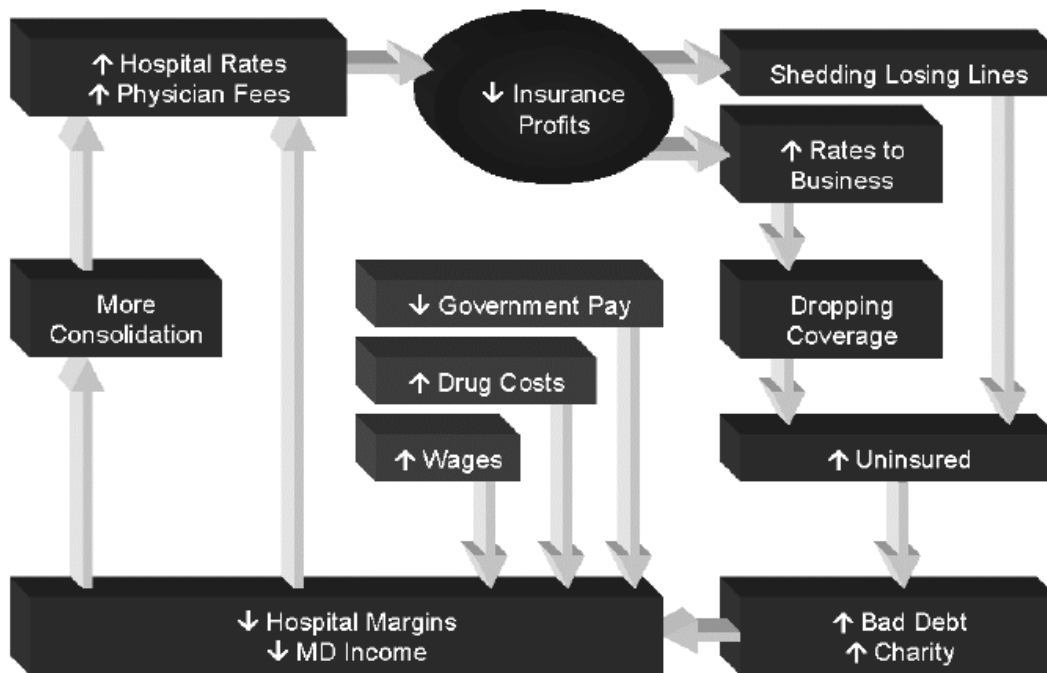 ↑ Hospital Rates
↑ Physician Fees
↓ Insurance
Profits
Shedding Losing Lines
↑ Rates to
Business
More
Consolidation
↓ Government Pay
Dropping
Coverage
↑ Drug Costs
↑ Wages
↑ Uninsured
↓ Hospital Margins
↓ MD Income
↑ Bad Debt
↑ Charity